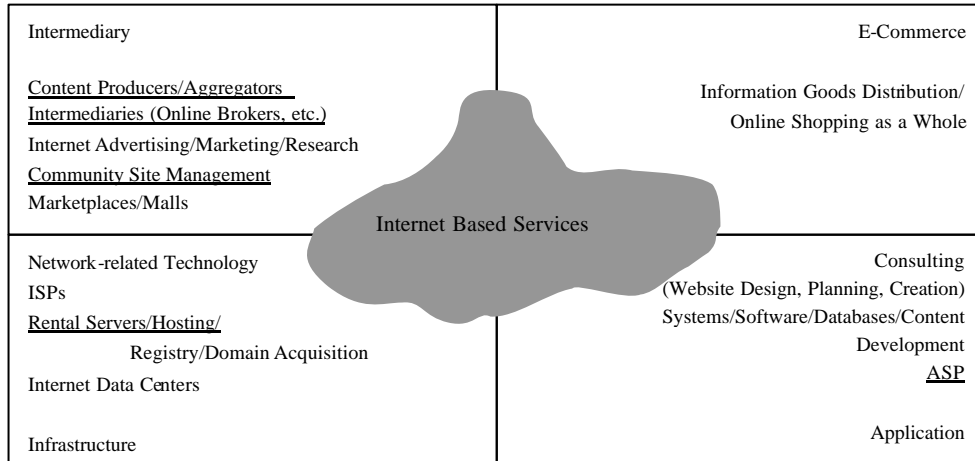 Intermediary
Content Producers/Aggregators
Intermediaries (Online Brokers, etc.)
Internet Advertising/Marketing/Research
Community Site Management
Marketplaces/Malls
E-Commerce
Information Goods Distribution/
Online Shopping as a Whole
Internet Based Services
Network-related Technology
ISPs
Rental Servers/Hosting/
Registry/Domain Acquisition
Internet Data Centers
Infrastructure
Consulting
(Website Design, Planning, Creation)
Systems/Software/Databases/Content
Development
ASP
Application